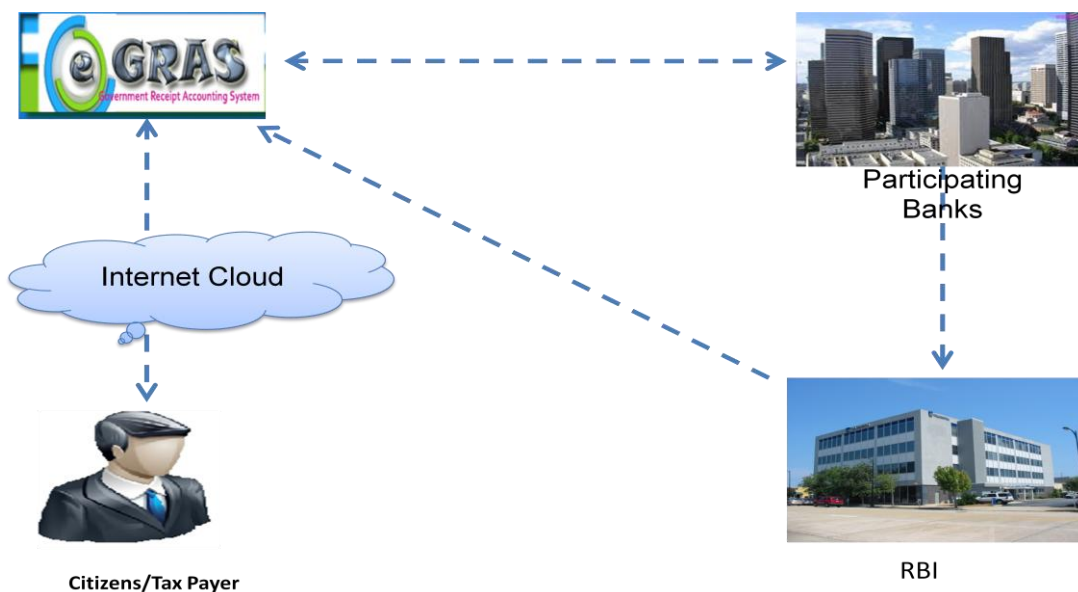 e GRAS
Government Receipt Accounting System
Participating
Banks
Internet Cloud
Citizens/Tax Payer
RBI